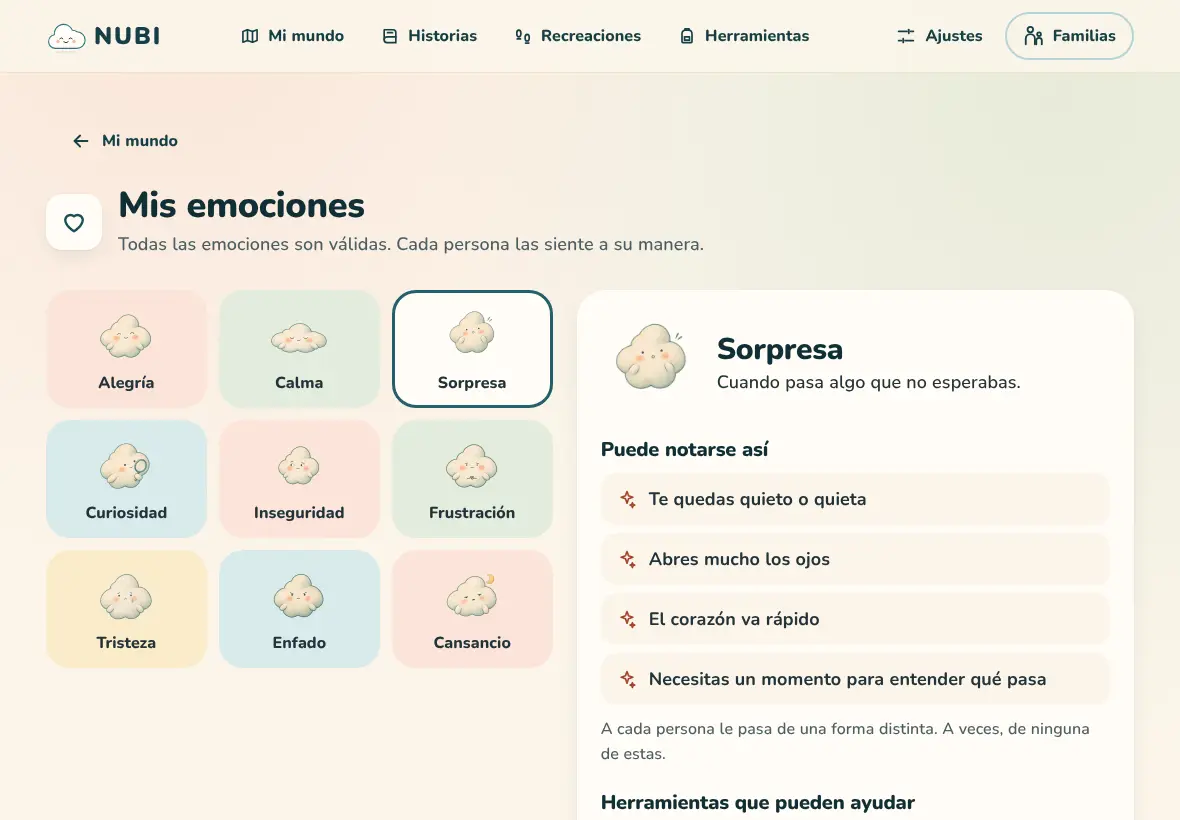 NUBI
Mi mundo
Historias
Recreaciones
Herramientas
Ajustes
Familias
Mi mundo
Mis emociones
Todas las emociones son válidas. Cada persona las siente a su manera.
Alegría
Calma
Sorpresa
Curiosidad
Inseguridad
Frustración
Tristeza
Enfado
Cansancio
Sorpresa
Cuando pasa algo que no esperabas.
Puede notarse así
Te quedas quieto o quieta
Abres mucho los ojos
El corazón va rápido
Necesitas un momento para entender qué pasa
A cada persona le pasa de una forma distinta. A veces, de ninguna
de estas.
Herramientas que pueden ayudar